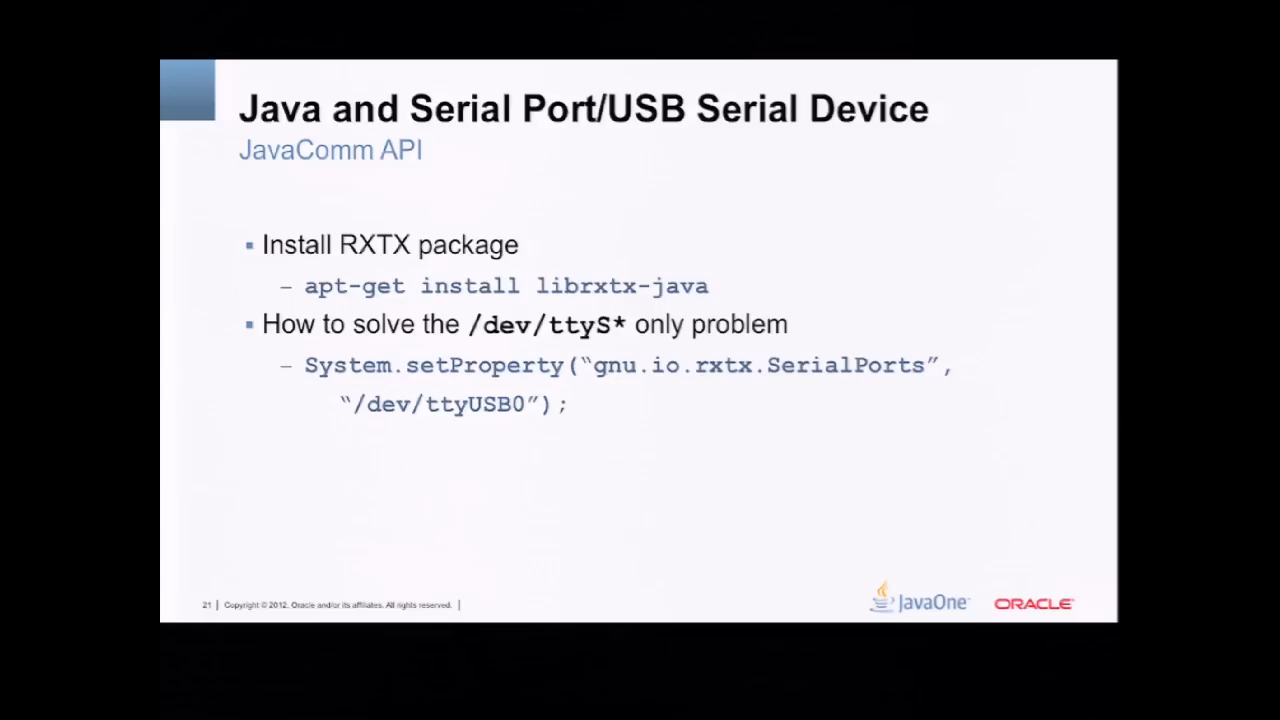 Java and Serial Port/USB Serial Device
JavaComm API
▪ Install RXTX package
– apt-get install librxtx-java
▪ How to solve the /dev/ttyS* only problem
– System.setProperty(“gnu.io.rxtx.SerialPorts”,
“/dev/ttyUSB0”);
21 | Copyright © 2012, Oracle and/or its affiliates. All rights reserved. |
JavaOne™
ORACLE®